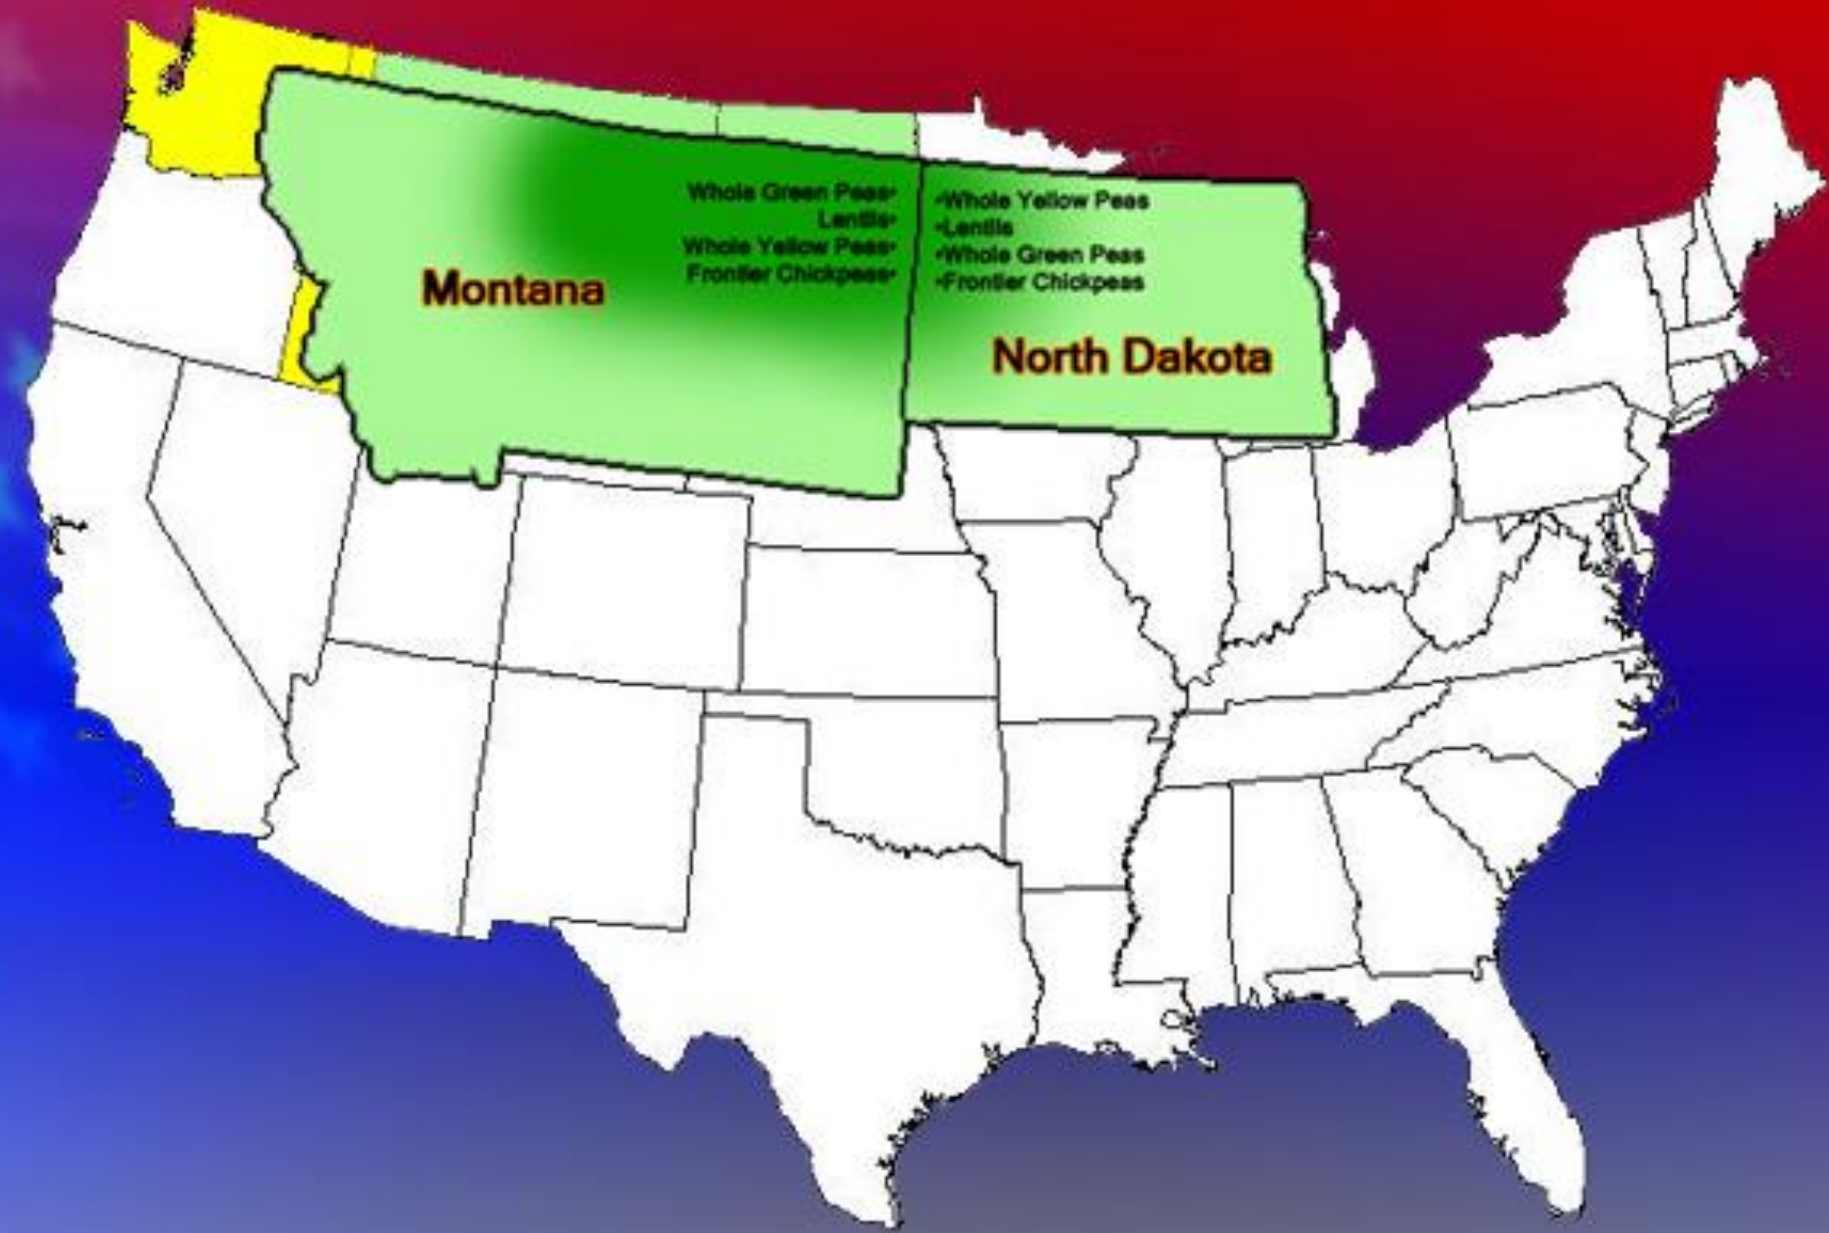 Whole Green Peas•
Lentils•
Whole Yellow Peas•
Frontier Chickpeas•
Montana
•Whole Yellow Peas
•Lentils
•Whole Green Peas
•Frontier Chickpeas
North Dakota